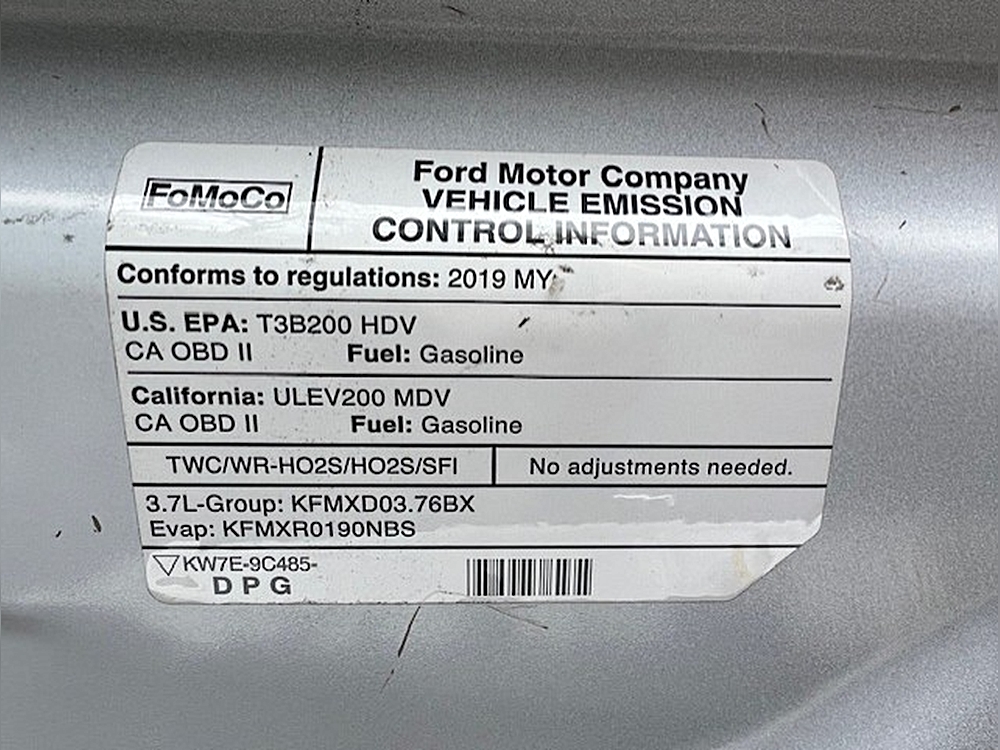 FoMoCo
Ford Motor Company
VEHICLE EMISSION
CONTROL INFORMATION
Conforms to regulations: 2019 MY
U.S. EPA: T3B200 HDV
CA OBD II Fuel: Gasoline
California: ULEV200 MDV
CA OBD II Fuel: Gasoline
TWC/WR-HO2S/HO2S/SFI No adjustments needed.
3.7L-Group: KFMXD03.76BX
Evap: KFMXR0190NBS
KW7E-9C485-
D P G